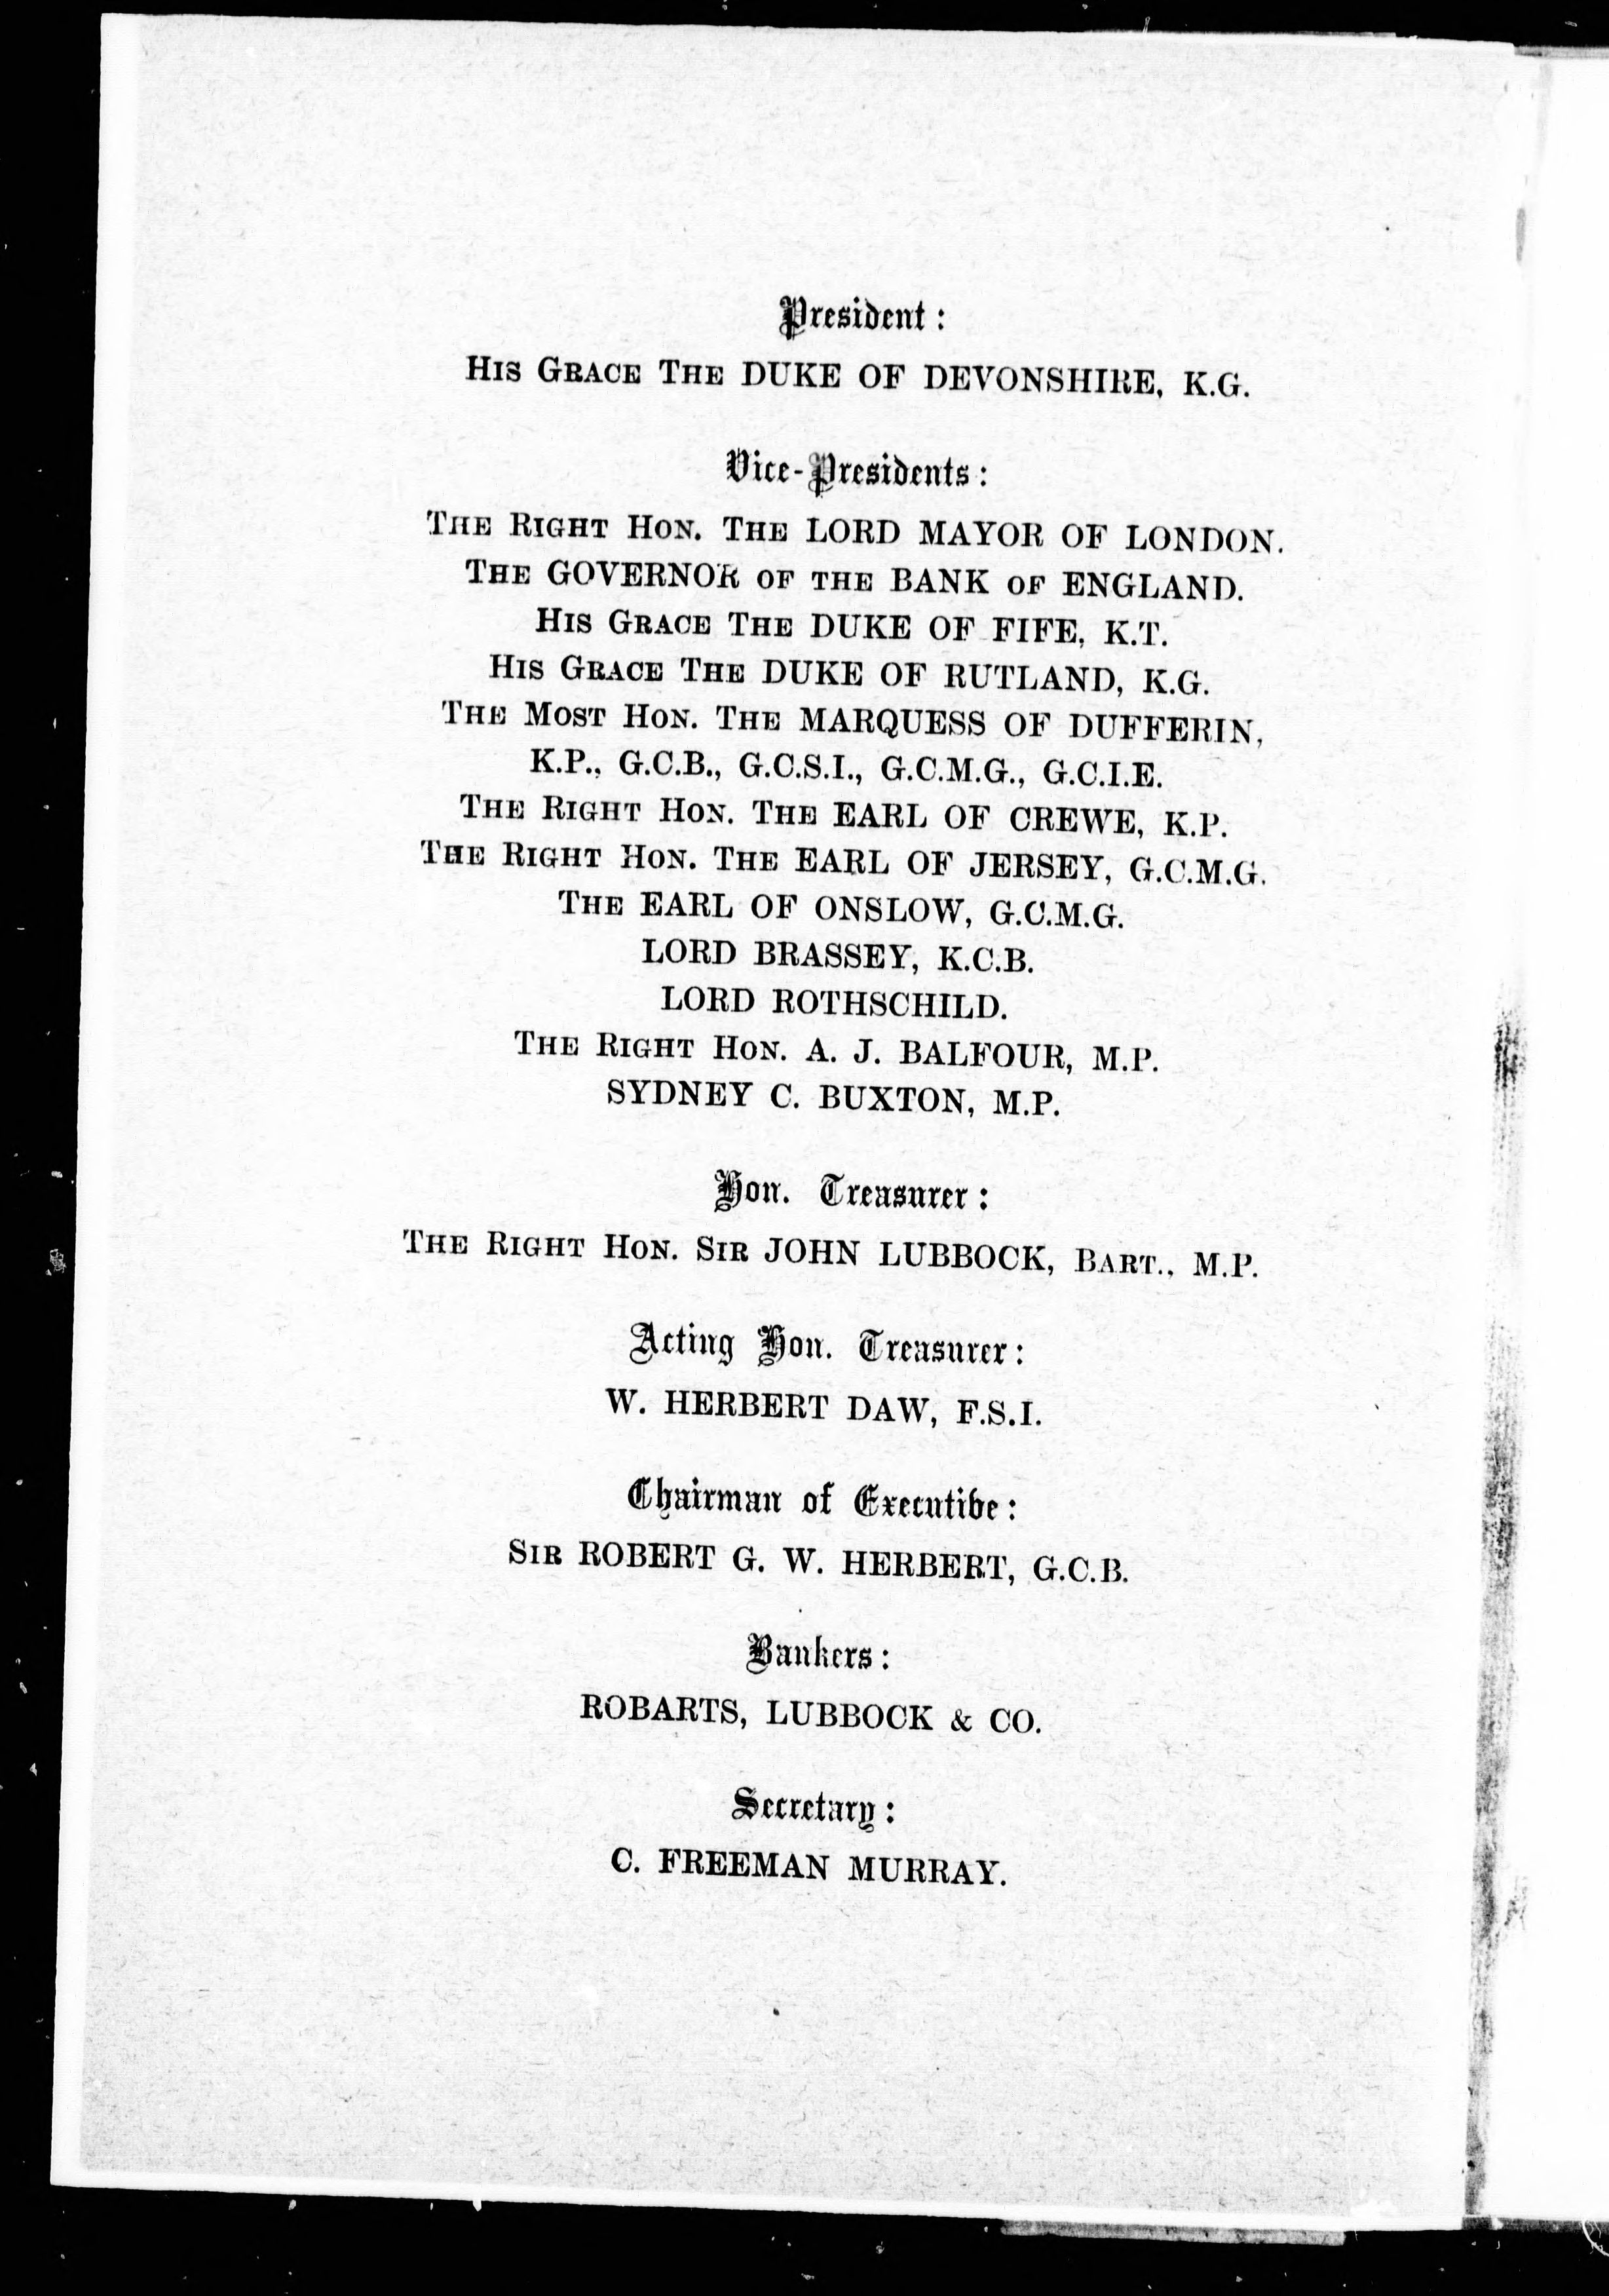 President:
HIS GRACE THE DUKE OF DEVONSHIRE, K.G.
Vice-Presidents:
THE RIGHT HON. THE LORD MAYOR OF LONDON.
THE GOVERNOR OF THE BANK OF ENGLAND.
HIS GRACE THE DUKE OF FIFE, K.T.
HIS GRACE THE DUKE OF RUTLAND, K.G.
THE MOST HON. THE MARQUESS OF DUFFERIN,
K.P., G.C.B., G.C.S.I., G.C.M.G., G.C.I.E.
THE RIGHT HON. THE EARL OF CREWE, K.P.
THE RIGHT HON. THE EARL OF JERSEY, G.C.M.G.
THE EARL OF ONSLOW, G.C.M.G.
LORD BRASSEY, K.C.B.
LORD ROTHSCHILD.
THE RIGHT HON. A. J. BALFOUR, M.P.
SYDNEY C. BUXTON, M.P.
Hon. Treasurer:
THE RIGHT HON. SIR JOHN LUBBOCK, BART., M.P.
Acting Hon. Treasurer:
W. HERBERT DAW, F.S.I.
Chairman of Executive:
SIR ROBERT G. W. HERBERT, G.C.B.
Bankers:
ROBARTS, LUBBOCK & CO.
Secretary:
C. FREEMAN MURRAY.